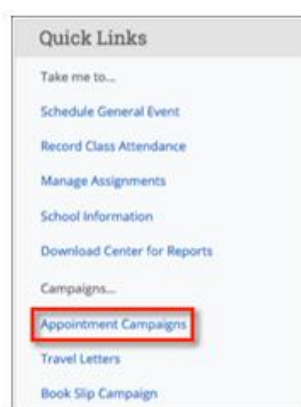 Quick Links
Take me to...
Schedule General Event
Record Class Attendance
Manage Assignments
School Information
Download Center for Reports
Campaigns...
Appointment Campaigns
Travel Letters
Book Slip Campaign